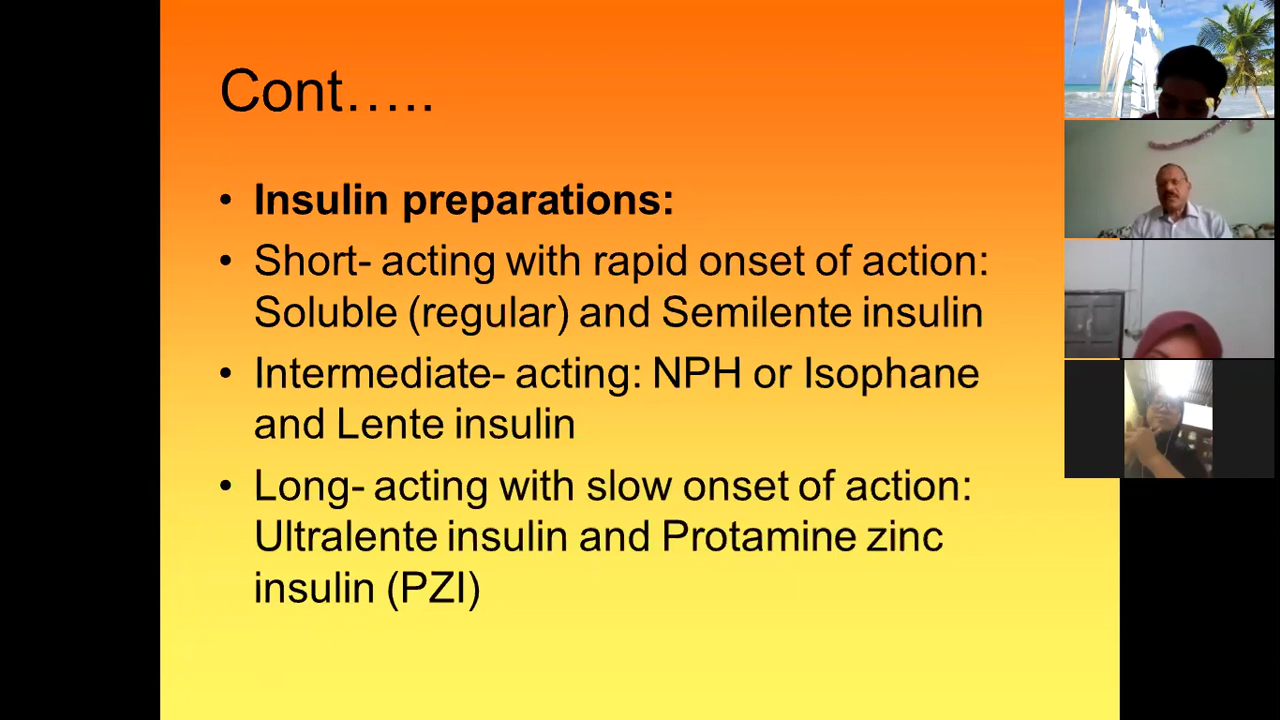 Cont…..
• Insulin preparations:
• Short- acting with rapid onset of action:
Soluble (regular) and Semilente insulin
• Intermediate- acting: NPH or Isophane
and Lente insulin
• Long- acting with slow onset of action:
Ultralente insulin and Protamine zinc
insulin (PZI)